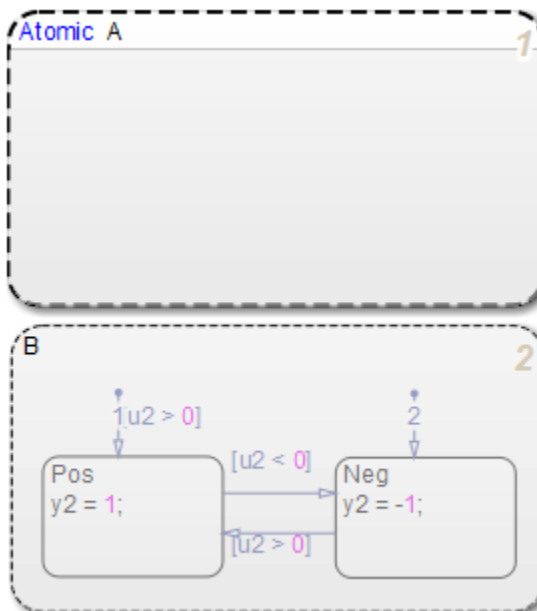 Atomic A
1
B
2
1[u2 > 0]
2
[u2 < 0]
Pos
y2 = 1;
Neg
y2 = -1;
[u2 > 0]